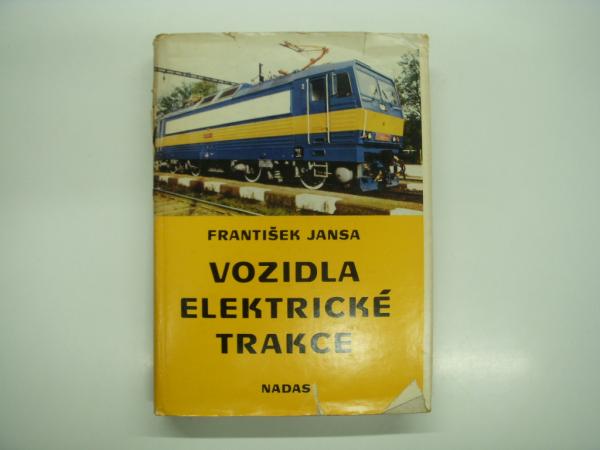 FRANTIŠEK JANSA
VOZIDLA
ELEKTRICKÉ
TRAKCE
NADAS